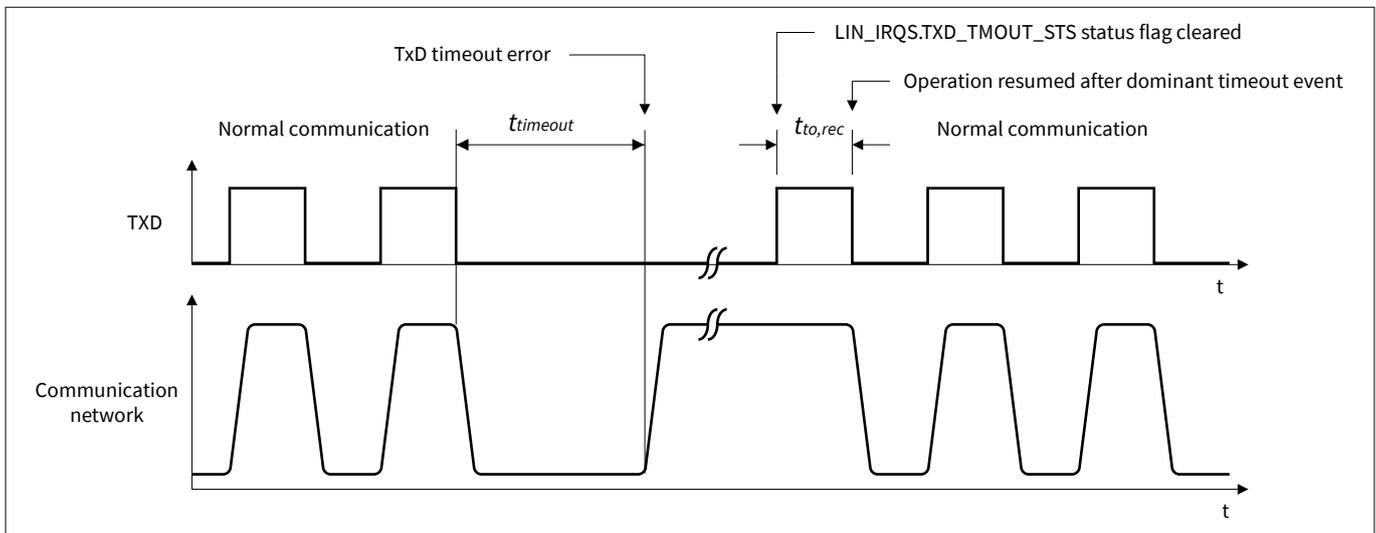 LIN_IRQS.TXD_TMOUT_STS status flag cleared
TxD timeout error
Operation resumed after dominant timeout event
Normal communication
ttimeout
tto,rec
Normal communication
TXD
t
Communication
network
t